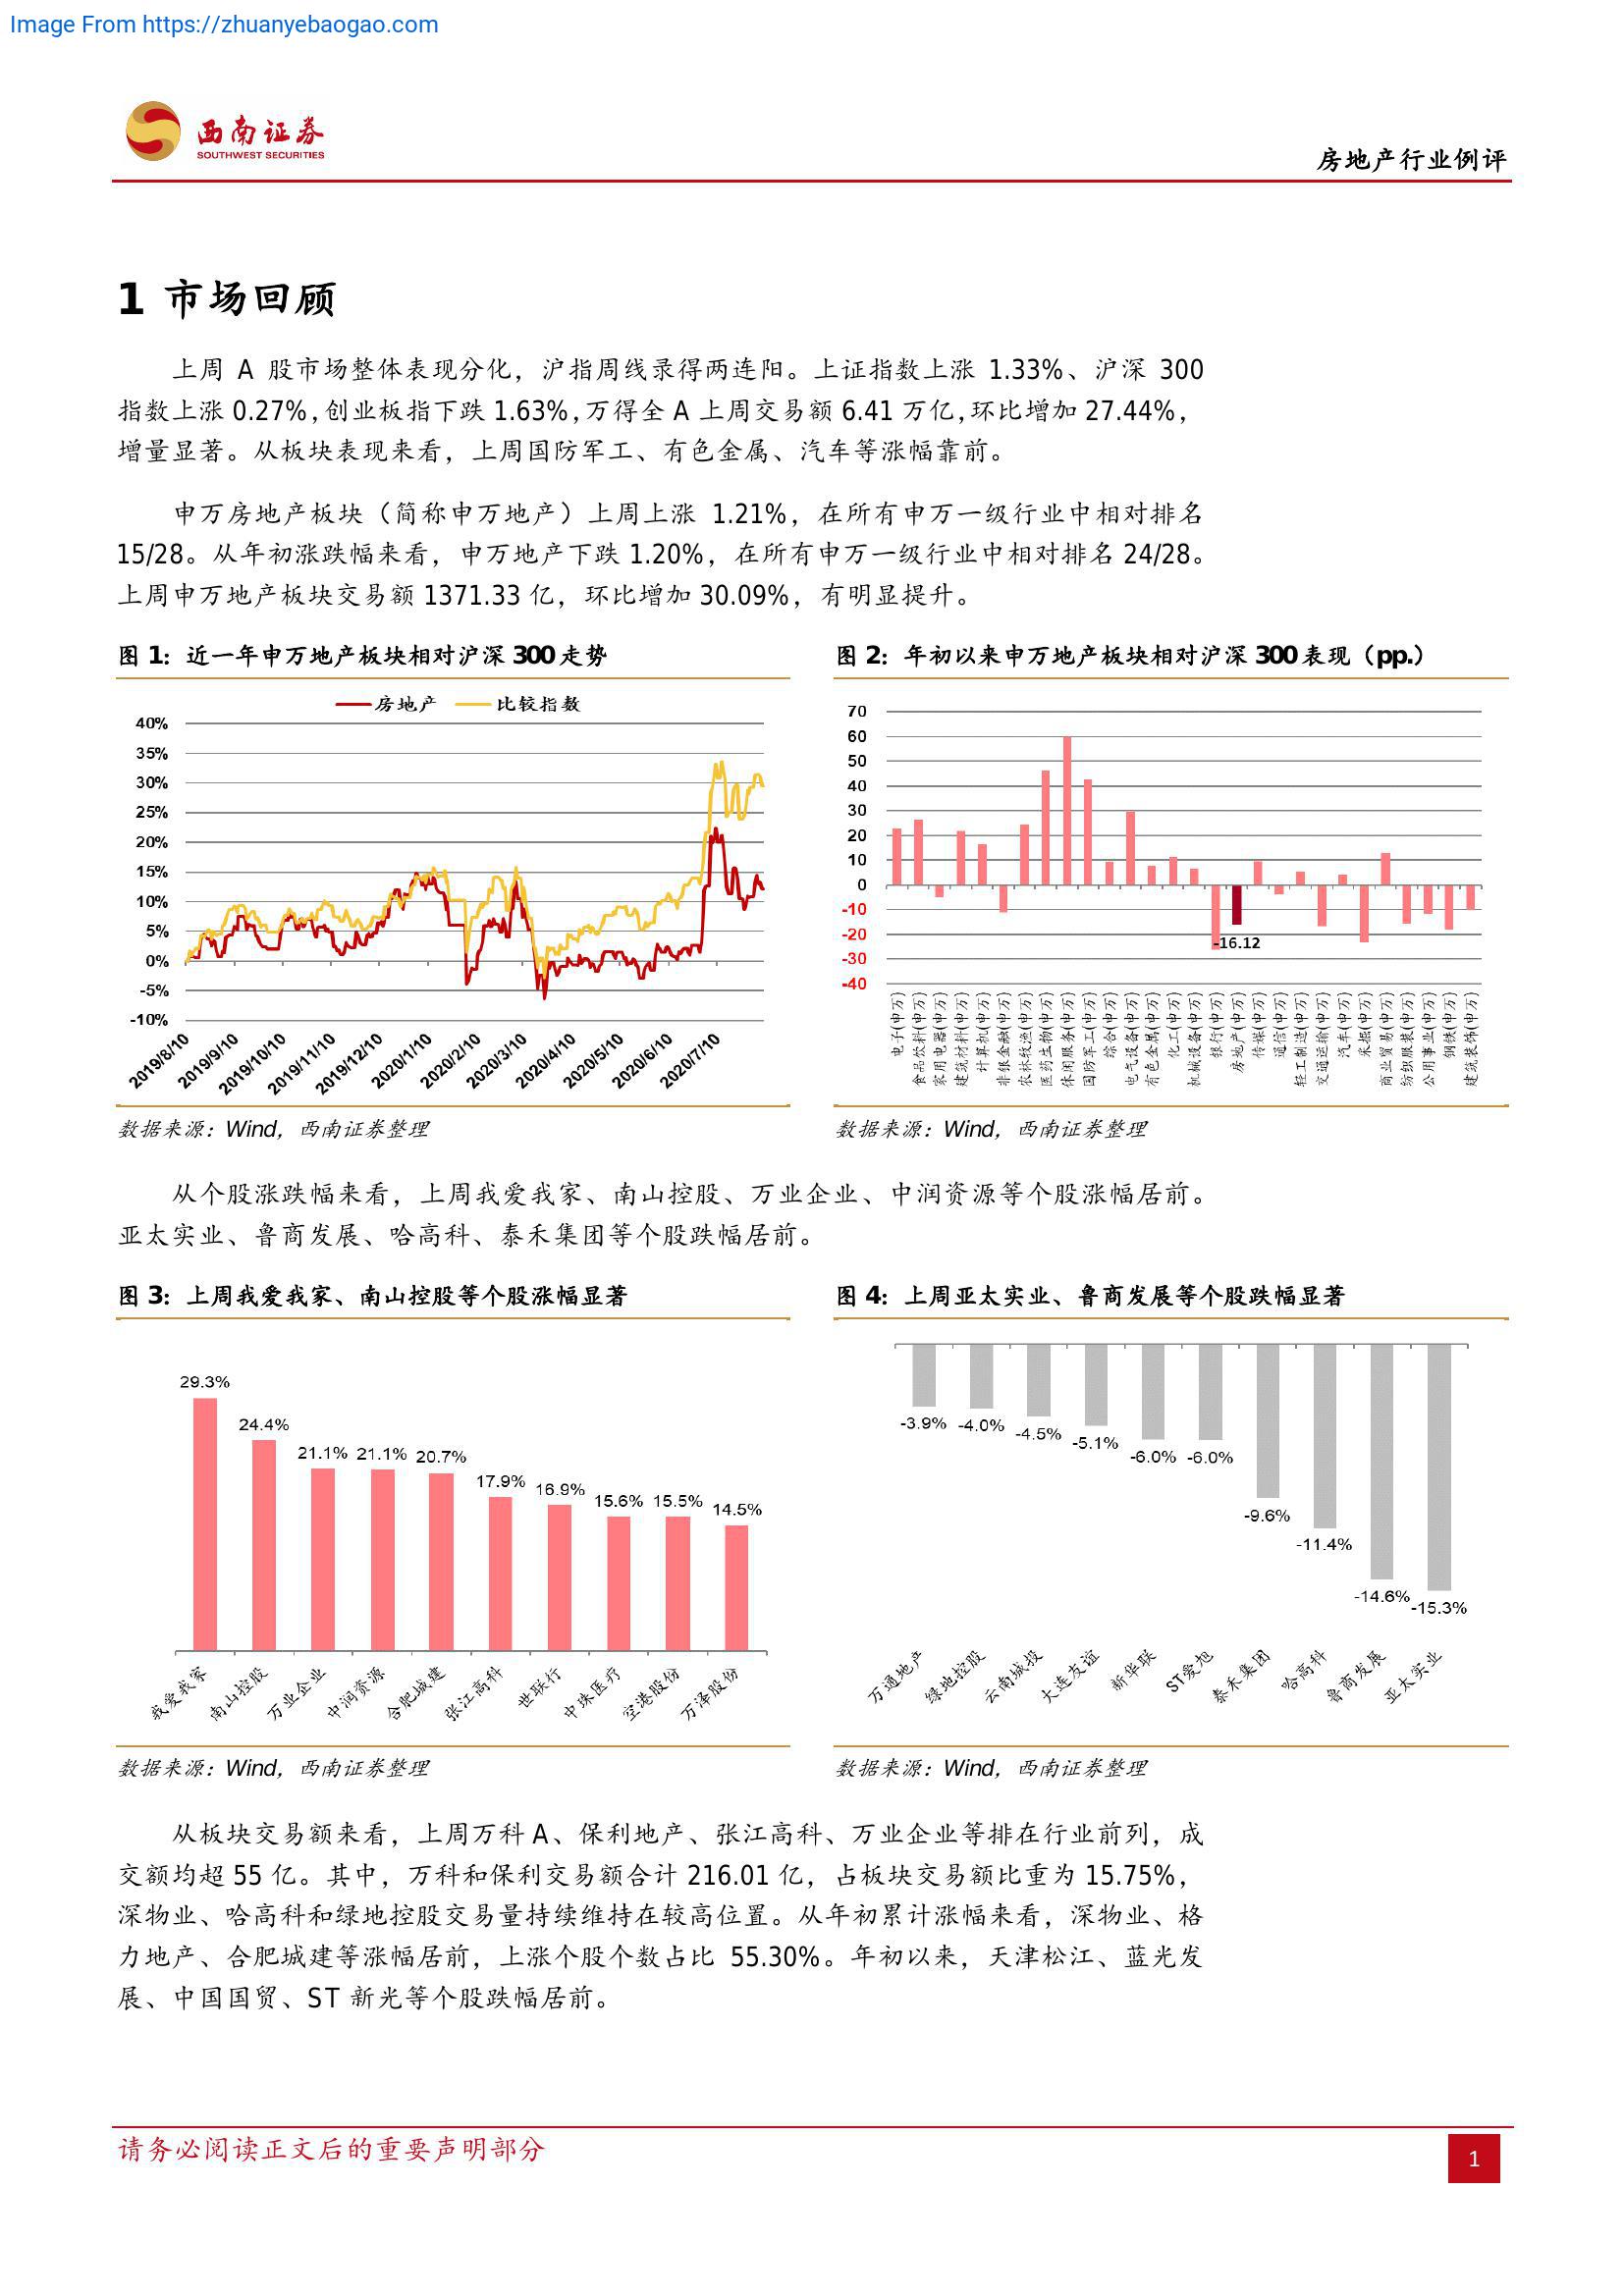 Image From https://zhuanyebaogao.com
西南证券
SOUTHWEST SECURITIES
房地产行业例评
1 市场回顾
上周 A 股市场整体表现分化，沪指周线录得两连阳。上证指数上涨 1.33%、沪深 300
指数上涨 0.27%，创业板指下跌 1.63%，万得全 A 上周交易额 6.41 万亿，环比增加 27.44%，
增量显著。从板块表现来看，上周国防军工、有色金属、汽车等涨幅靠前。
申万房地产板块（简称申万地产）上周上涨 1.21%，在所有申万一级行业中相对排名
15/28。从年初涨跌幅来看，申万地产下跌 1.20%，在所有申万一级行业中相对排名 24/28。
上周申万地产板块交易额 1371.33 亿，环比增加 30.09%，有明显提升。
图 1：近一年申万地产板块相对沪深 300 走势
房地产 比较指数
40%
35%
30%
25%
20%
15%
10%
5%
0%
-5%
-10%
2019/8/10 2019/9/10 2019/10/10 2019/11/10 2019/12/10 2020/1/10 2020/2/10 2020/3/10 2020/4/10 2020/5/10 2020/6/10 2020/7/10
数据来源：Wind，西南证券整理
图 2：年初以来申万地产板块相对沪深 300 表现（pp.）
70
60
50
40
30
20
10
0
-10
-20
-30
-40
-16.12
电子(申万) 食品饮料(申万) 家用电器(申万) 建筑材料(申万) 计算机(申万) 非银金融(申万) 农林牧渔(申万) 医药生物(申万) 休闲服务(申万) 国防军工(申万) 综合(申万) 电气设备(申万) 有色金属(申万) 化工(申万) 机械设备(申万) 银行(申万) 房地产(申万) 传媒(申万) 通信(申万) 轻工制造(申万) 交通运输(申万) 汽车(申万) 采掘(申万) 商业贸易(申万) 纺织服装(申万) 公用事业(申万) 钢铁(申万) 建筑装饰(申万)
数据来源：Wind，西南证券整理
从个股涨跌幅来看，上周我爱我家、南山控股、万业企业、中润资源等个股涨幅居前。
亚太实业、鲁商发展、哈高科、泰禾集团等个股跌幅居前。
图 3：上周我爱我家、南山控股等个股涨幅显著
29.3% 24.4% 21.1% 21.1% 20.7% 17.9% 16.9% 15.6% 15.5% 14.5%
我爱我家 南山控股 万业企业 中润资源 合肥城建 张江高科 世联行 中珠医疗 空港股份 万泽股份
数据来源：Wind，西南证券整理
图 4：上周亚太实业、鲁商发展等个股跌幅显著
-3.9% -4.0% -4.5% -5.1% -6.0% -6.0% -9.6% -11.4% -14.6% -15.3%
万通地产 绿地控股 云南城投 大连友谊 新华联 ST爱旭 泰禾集团 哈高科 鲁商发展 亚太实业
数据来源：Wind，西南证券整理
从板块交易额来看，上周万科 A、保利地产、张江高科、万业企业等排在行业前列，成
交额均超 55 亿。其中，万科和保利交易额合计 216.01 亿，占板块交易额比重为 15.75%，
深物业、哈高科和绿地控股交易量持续维持在较高位置。从年初累计涨幅来看，深物业、格
力地产、合肥城建等涨幅居前，上涨个股个数占比 55.30%。年初以来，天津松江、蓝光发
展、中国国贸、ST 新光等个股跌幅居前。
请务必阅读正文后的重要声明部分
1